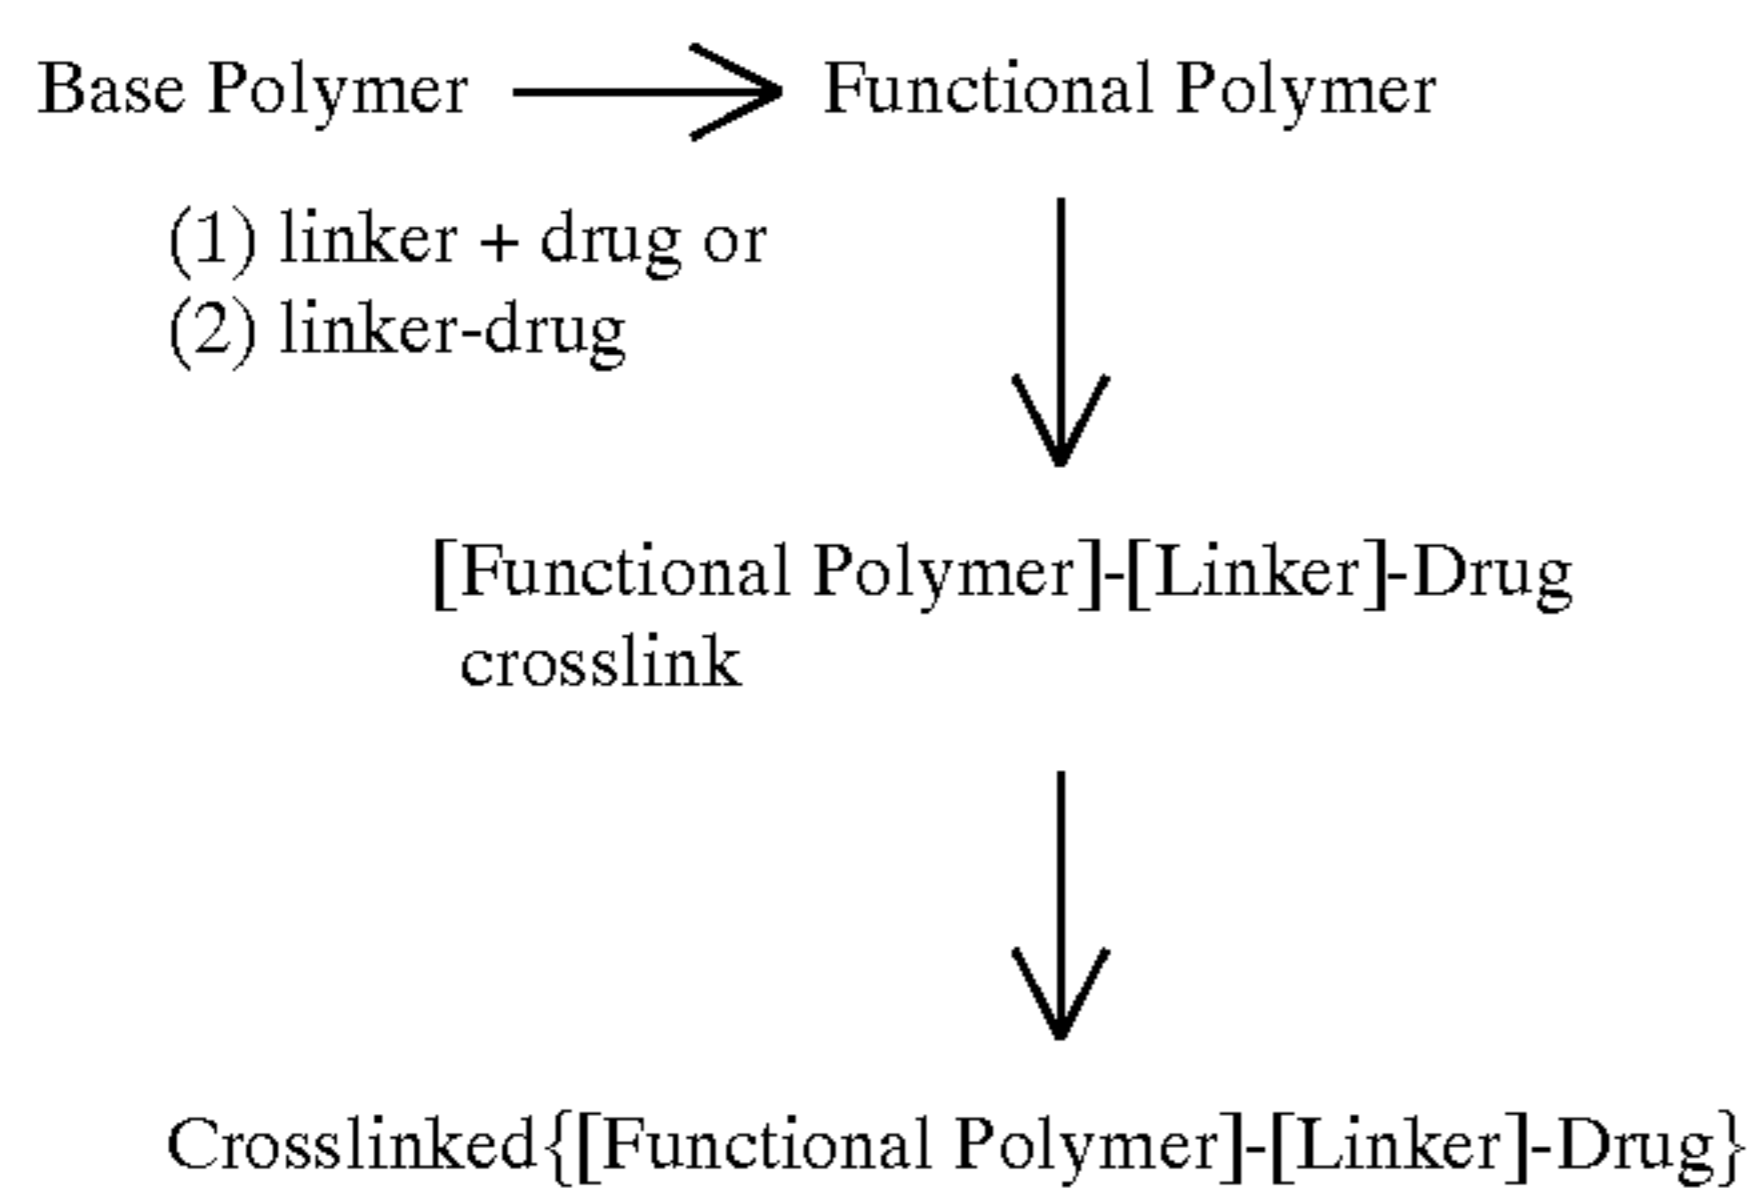 Base Polymer Functional Polymer
(1) linker + drug or
(2) linker-drug
[Functional Polymer]-[Linker]-Drug
crosslink
Crosslinked{[Functional Polymer]-[Linker]-Drug}